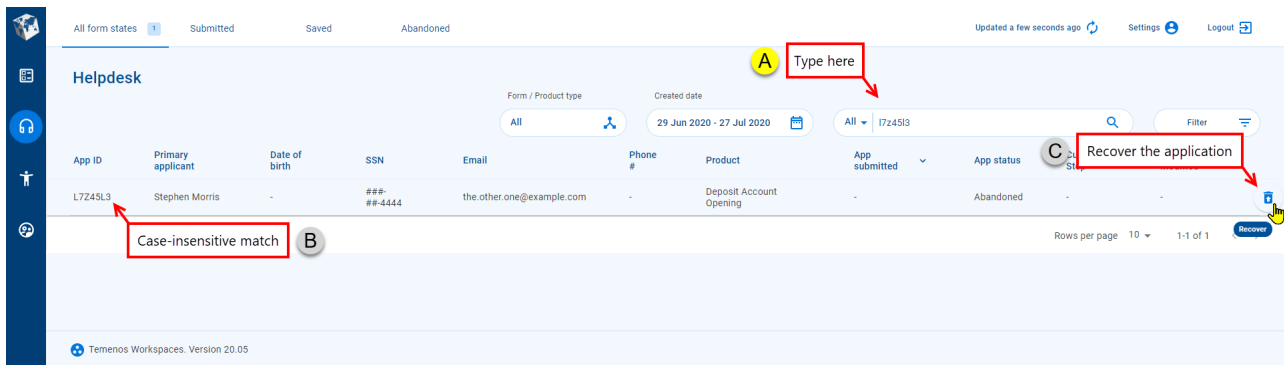 All form states 1 Submitted Saved Abandoned Updated a few seconds ago Settings Logout
A Type here
Helpdesk
Form / Product type Created date
All 29 Jun 2020 - 27 Jul 2020 All l7z45l3 Filter
C Recover the application
App ID Primary applicant Date of birth SSN Email Phone # Product App submitted App status
L7Z45L3 Stephen Morris - ###-##-4444 the.other.one@example.com - Deposit Account Opening - Abandoned - -
Case-insensitive match B
Rows per page 10 1-1 of 1 Recover
Temenos Workspaces. Version 20.05